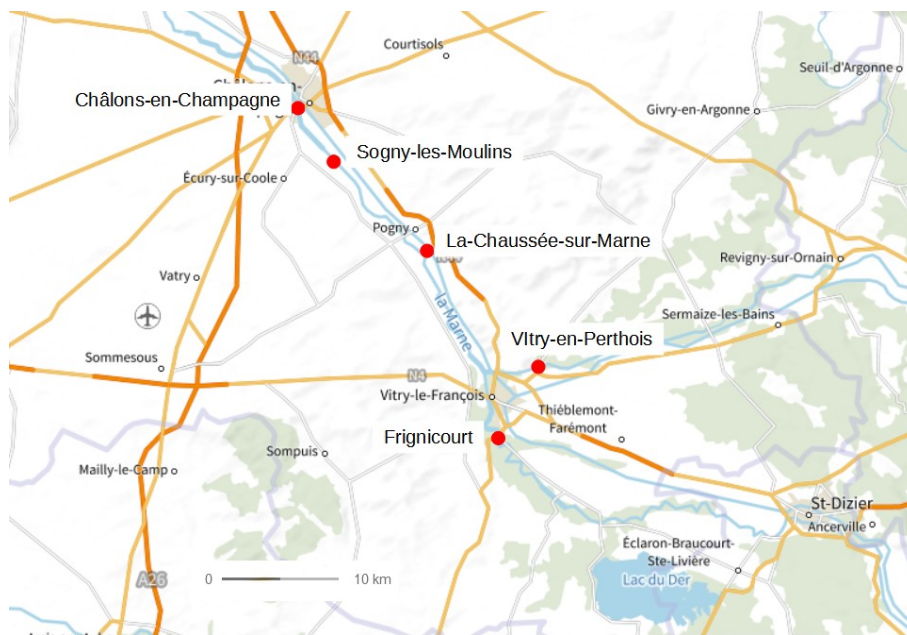 Courtisols
N44
Seuil-d'Argonne
Châlons-en-Champagne
Givry-en-Argonne
Sogny-les-Moulins
Écury-sur-Coole
Pogny
La-Chaussée-sur-Marne
Revigny-sur-Ornain
Vatry
la Marne
Sermaize-les-Bains
VItry-en-Perthois
Sommesous
N4
Vitry-le-François
Thiéblemont-
Farémont
Frignicourt
Sompuis
Mailly-le-Camp
St-Dizier
Ancerville
Éclaron-Braucourt-
Ste-Livière
A26
0
10 km
Lac du Der